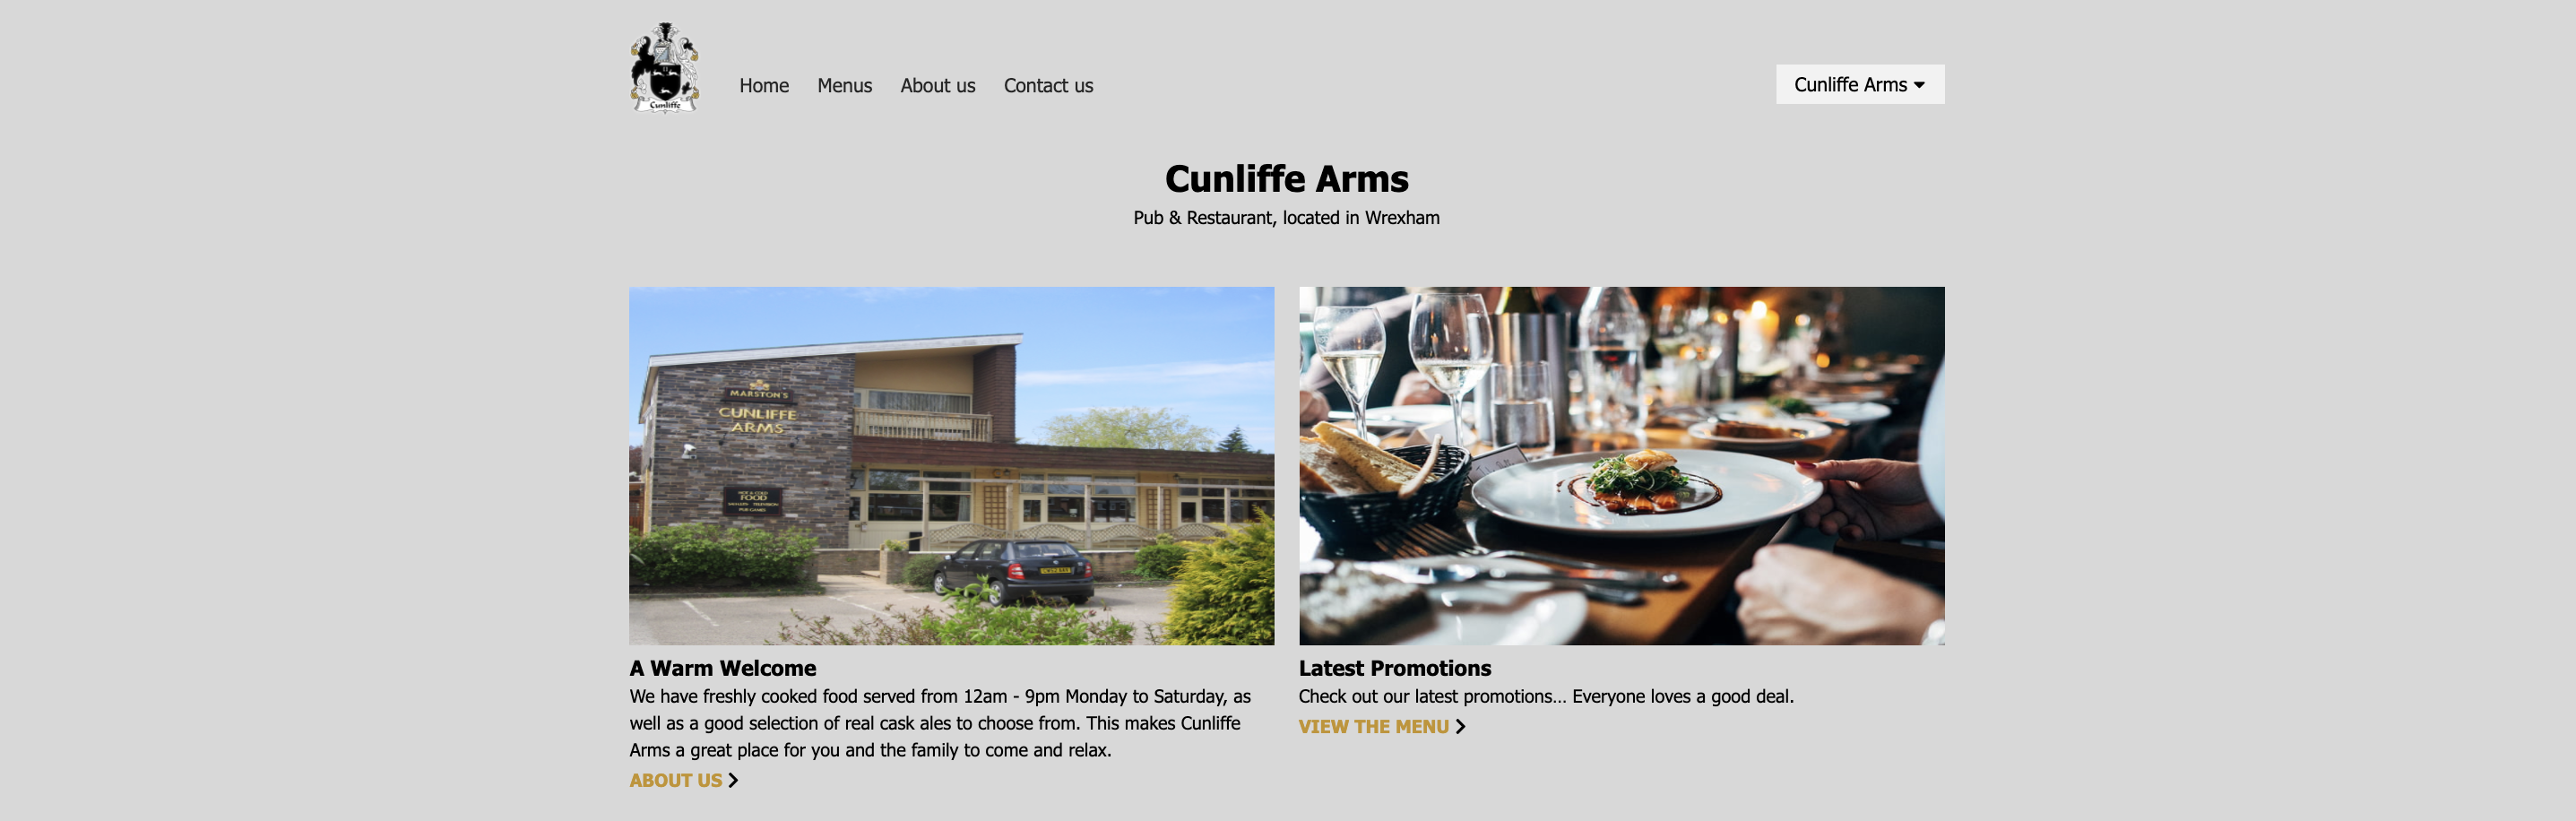 Cunliffe
Home
Menus
About us
Contact us
Cunliffe Arms
Cunliffe Arms
Pub & Restaurant, located in Wrexham
MARSTON'S
CUNLIFFE
ARMS
HOT & COLD
FOOD
A Warm Welcome
We have freshly cooked food served from 12am - 9pm Monday to Saturday, as
well as a good selection of real cask ales to choose from. This makes Cunliffe
Arms a great place for you and the family to come and relax.
ABOUT US
Latest Promotions
Check out our latest promotions... Everyone loves a good deal.
VIEW THE MENU